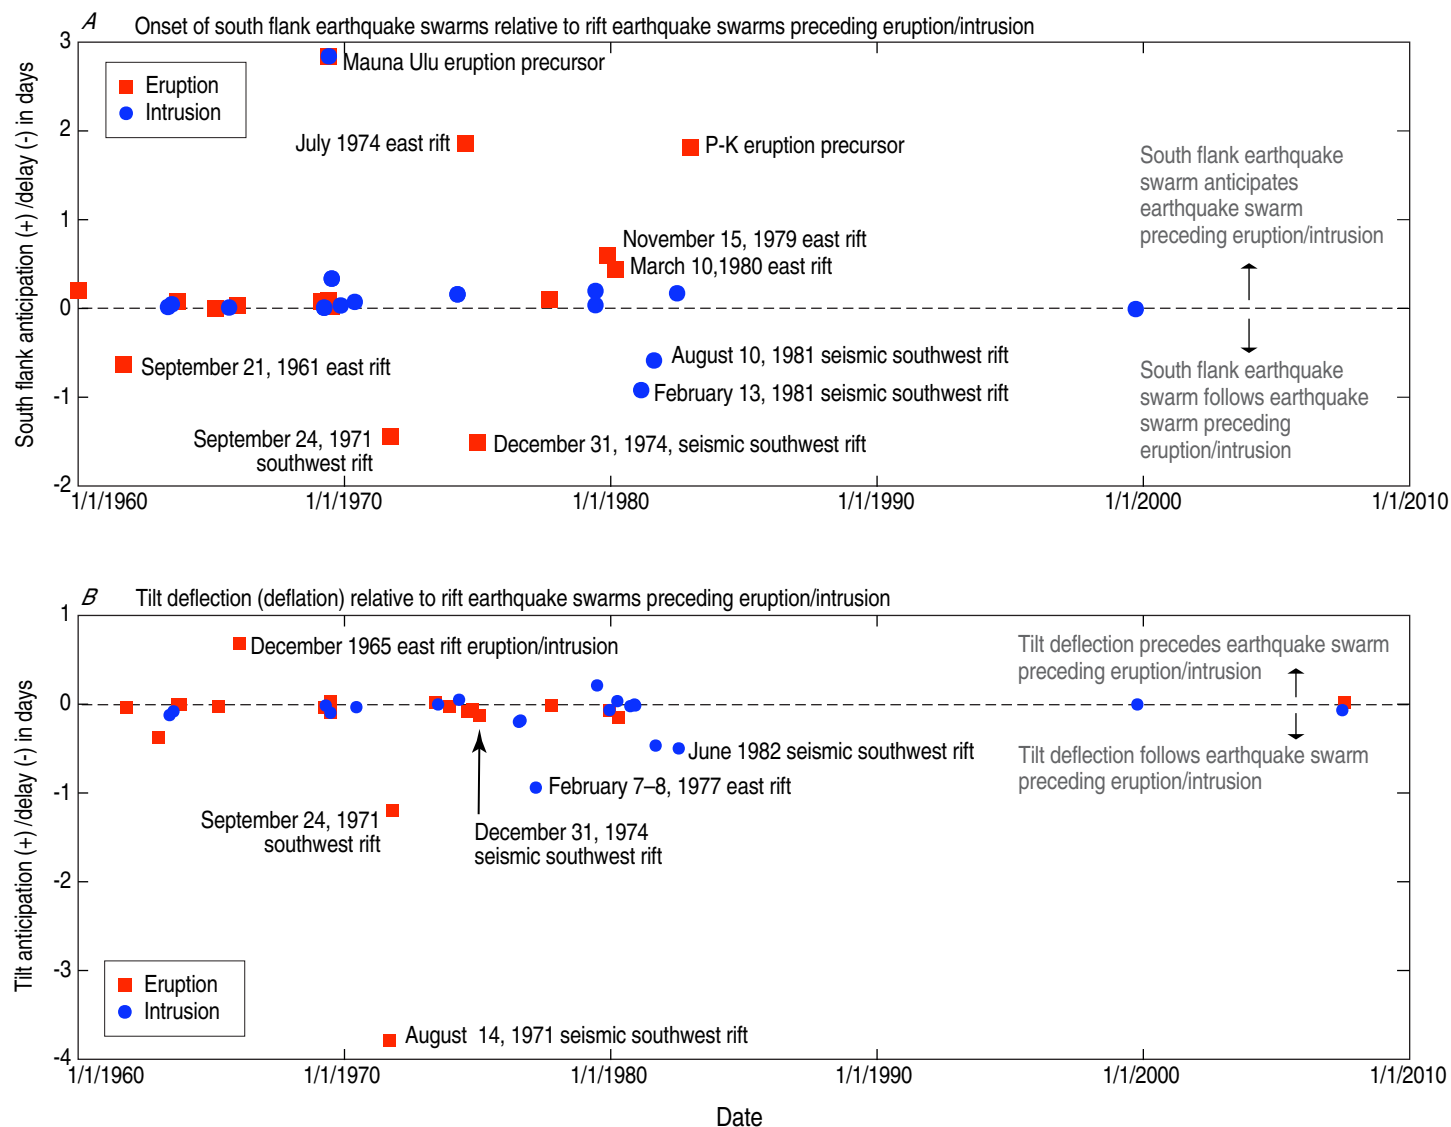 A Onset of south flank earthquake swarms relative to rift earthquake swarms preceding eruption/intrusion
South flank anticipation (+) /delay (-) in days
3
2
1
0
-1
-2
Eruption
Intrusion
Mauna Ulu eruption precursor
July 1974 east rift
P-K eruption precursor
November 15, 1979 east rift
March 10,1980 east rift
September 21, 1961 east rift
August 10, 1981 seismic southwest rift
February 13, 1981 seismic southwest rift
September 24, 1971
southwest rift
December 31, 1974, seismic southwest rift
South flank earthquake
swarm anticipates
earthquake swarm
preceding eruption/intrusion
South flank earthquake
swarm follows earthquake
swarm preceding
eruption/intrusion
1/1/1960 1/1/1970 1/1/1980 1/1/1990 1/1/2000 1/1/2010
B Tilt deflection (deflation) relative to rift earthquake swarms preceding eruption/intrusion
Tilt anticipation (+) /delay (-) in days
1
0
-1
-2
-3
-4
December 1965 east rift eruption/intrusion
Tilt deflection precedes earthquake swarm
preceding eruption/intrusion
Tilt deflection follows earthquake swarm
preceding eruption/intrusion
June 1982 seismic southwest rift
February 7–8, 1977 east rift
September 24, 1971
southwest rift
December 31, 1974
seismic southwest rift
Eruption
Intrusion
August 14, 1971 seismic southwest rift
1/1/1960 1/1/1970 1/1/1980 1/1/1990 1/1/2000 1/1/2010
Date